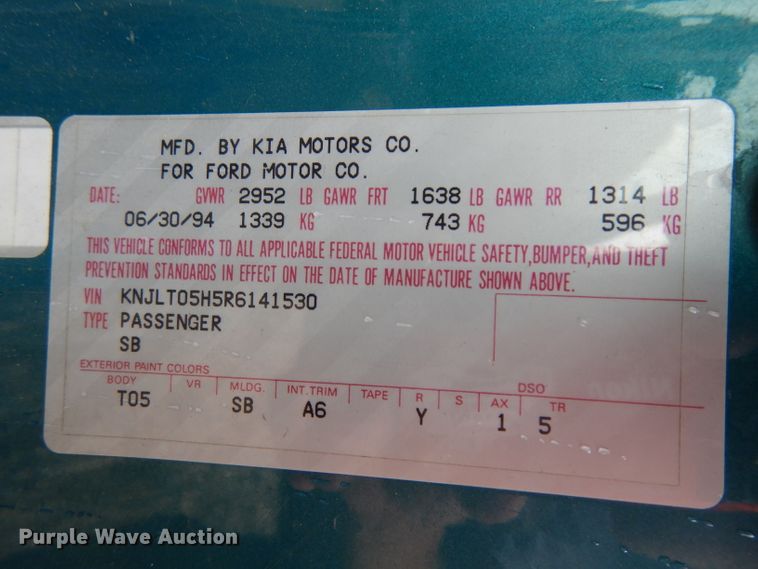 MFD. BY KIA MOTORS CO.
FOR FORD MOTOR CO.
DATE: GVWR 2952 LB GAWR FRT 1638 LB GAWR RR 1314 LB
06/30/94 1339 KG 743 KG 596 KG
THIS VEHICLE CONFORMS TO ALL APPLICABLE FEDERAL MOTOR VEHICLE SAFETY,BUMPER,AND THEFT
PREVENTION STANDARDS IN EFFECT ON THE DATE OF MANUFACTURE SHOWN ABOVE.
VIN KNJLT05H5R6141530
TYPE PASSENGER
SB
EXTERIOR PAINT COLORS DSO
BODY VR MLDG. INT.TRIM TAPE R S AX TR
T05 SB A6 Y 1 5
Purple Wave Auction